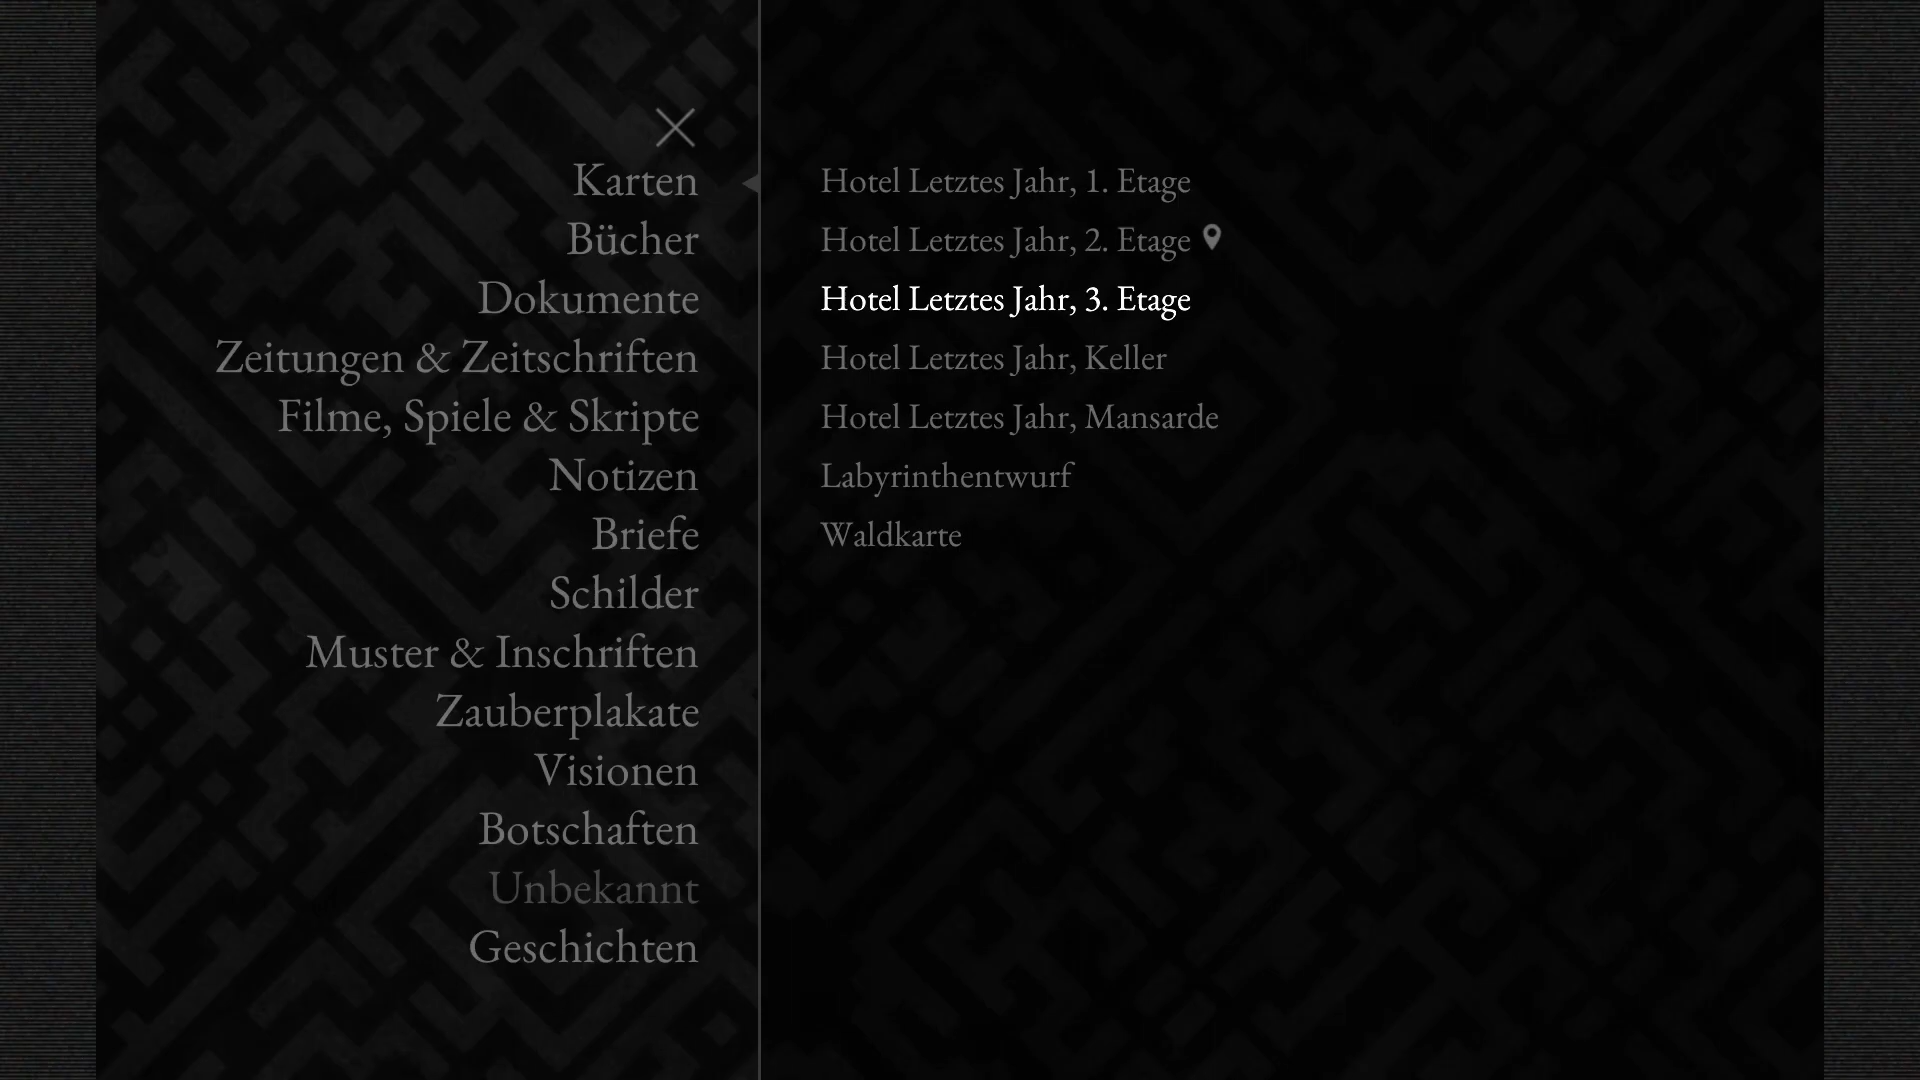 Karten
Bücher
Dokumente
Zeitungen & Zeitschriften
Filme, Spiele & Skripte
Notizen
Briefe
Schilder
Muster & Inschriften
Zauberplakate
Visionen
Botschaften
Unbekannt
Geschichten
Hotel Letztes Jahr, 1. Etage
Hotel Letztes Jahr, 2. Etage
Hotel Letztes Jahr, 3. Etage
Hotel Letztes Jahr, Keller
Hotel Letztes Jahr, Mansarde
Labyrinthentwurf
Waldkarte